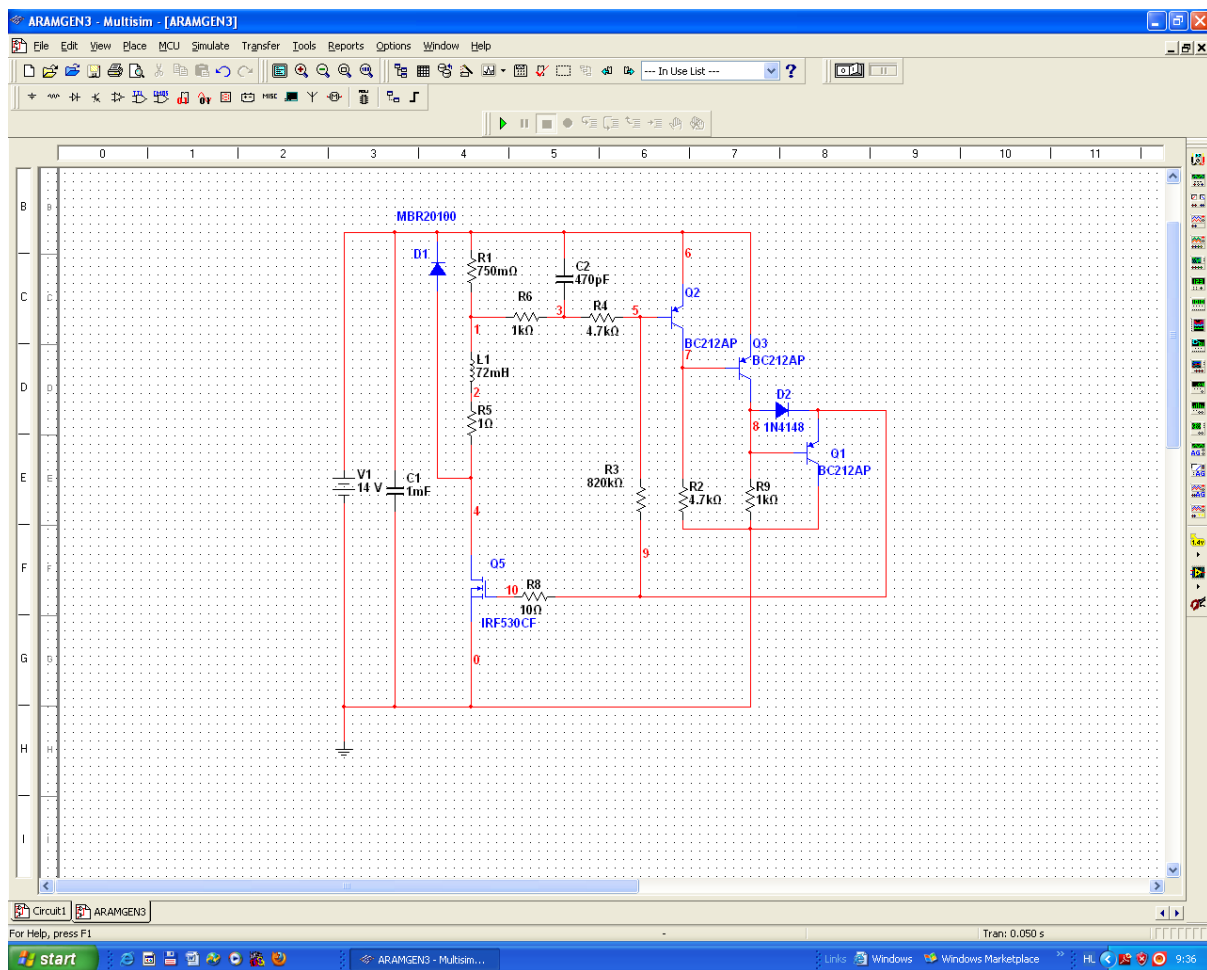 ARAMGEN3 - Multisim - [ARAMGEN3]
File Edit View Place MCU Simulate Transfer Tools Reports Options Window Help
--- In Use List ---
?
MISC
0 1 2 3 4 5 6 7 8 9 10 11
B
C
D
E
F
G
H
I
MBR20100
D1
R1
750mΩ
C2
470pF
6
R6
1kΩ
3
R4
4.7kΩ
5
Q2
BC212AP
1
7
Q3
BC212AP
L1
72mH
2
R5
1Ω
D2
1N4148
8
Q1
BC212AP
V1
14 V
C1
1mF
R3
820kΩ
R2
4.7kΩ
R9
1kΩ
4
9
Q5
IRF530CF
10
R8
10Ω
0
Circuit1 ARAMGEN3
For Help, press F1
-
Tran: 0.050 s
start
ARAMGEN3 - Multisim...
Links Windows Windows Marketplace
HL
9:36